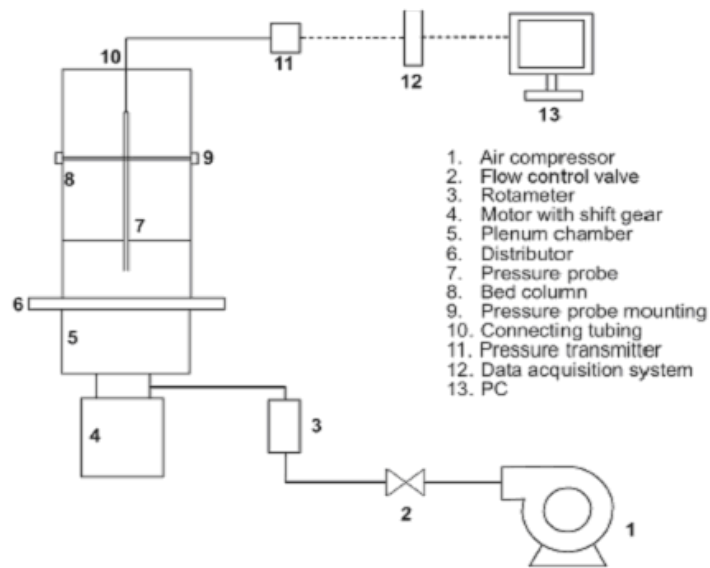 10
11
12
13
8
9
7
6
5
4
3
2
1
1. Air compressor
2. Flow control valve
3. Rotameter
4. Motor with shift gear
5. Plenum chamber
6. Distributor
7. Pressure probe
8. Bed column
9. Pressure probe mounting
10. Connecting tubing
11. Pressure transmitter
12. Data acquisition system
13. PC